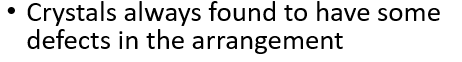 • Crystals always found to have some
defects in the arrangement